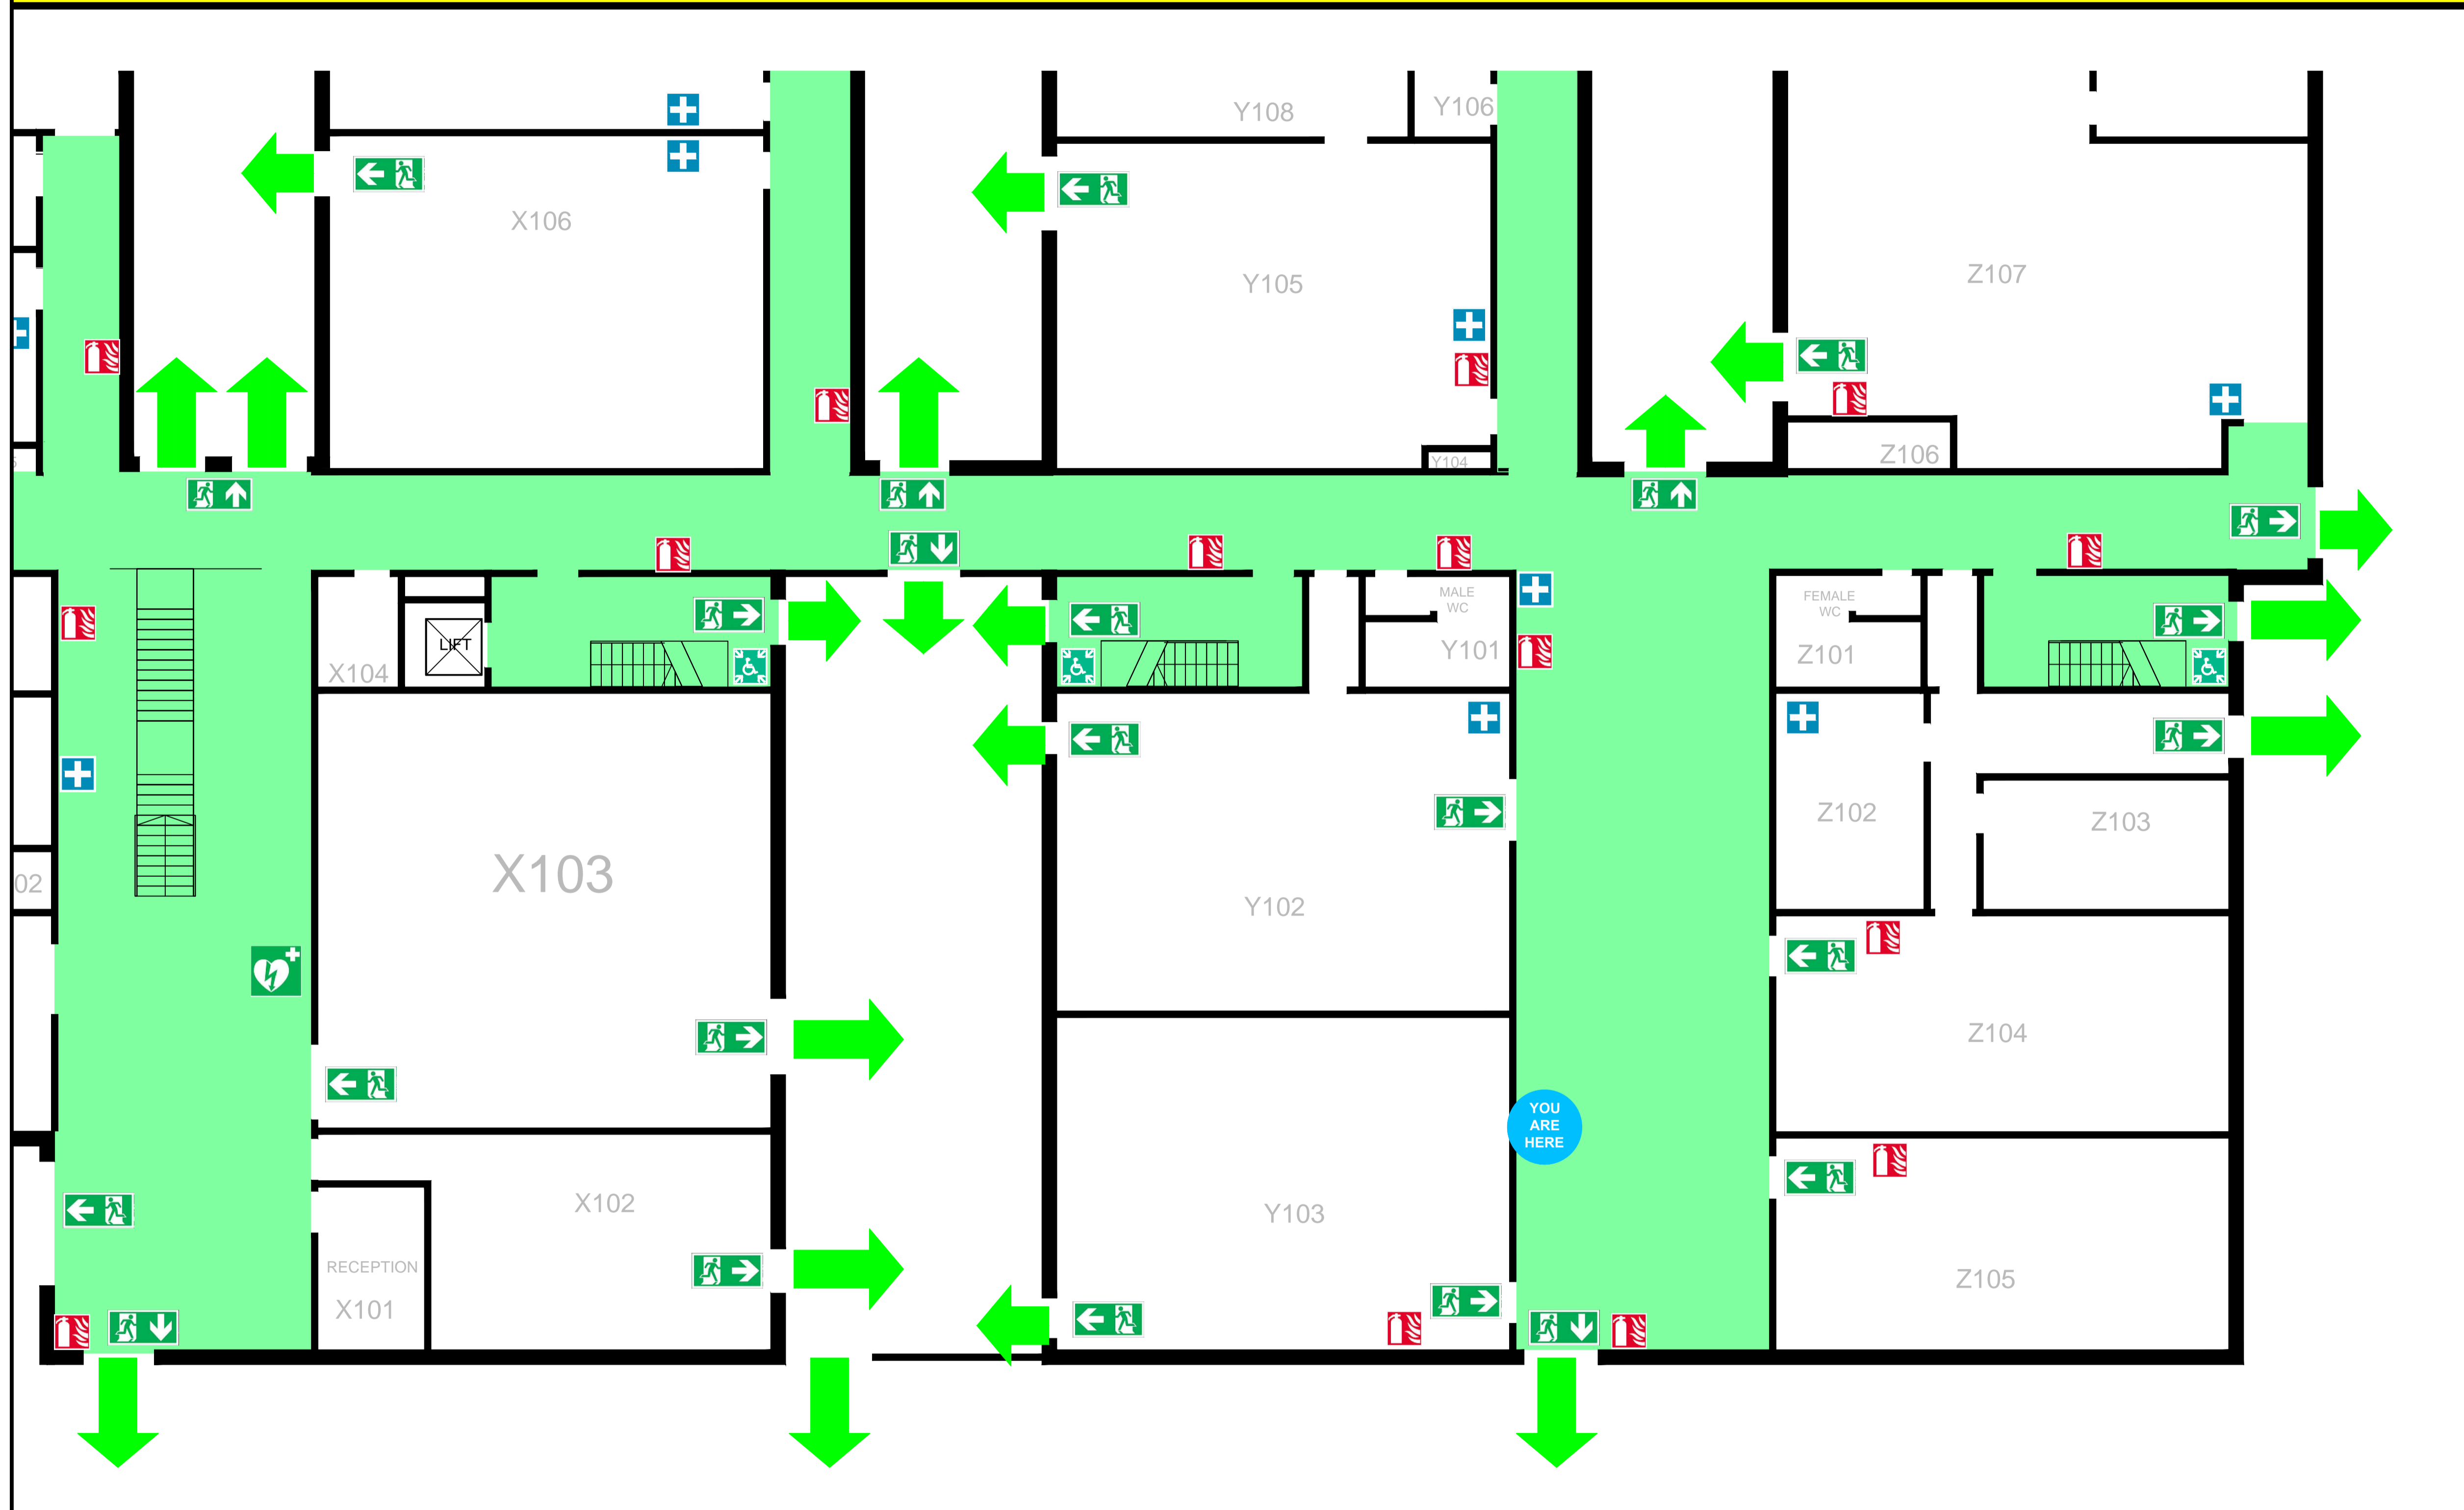 Y108
Y106
X106
Y105
Z107
Y104
Z106
MALE
WC
FEMALE
WC
LIFT
X104
Y101
Z101
X103
Z102
Z103
02
Y102
Z104
YOU
ARE
HERE
X102
Y103
RECEPTION
X101
Z105